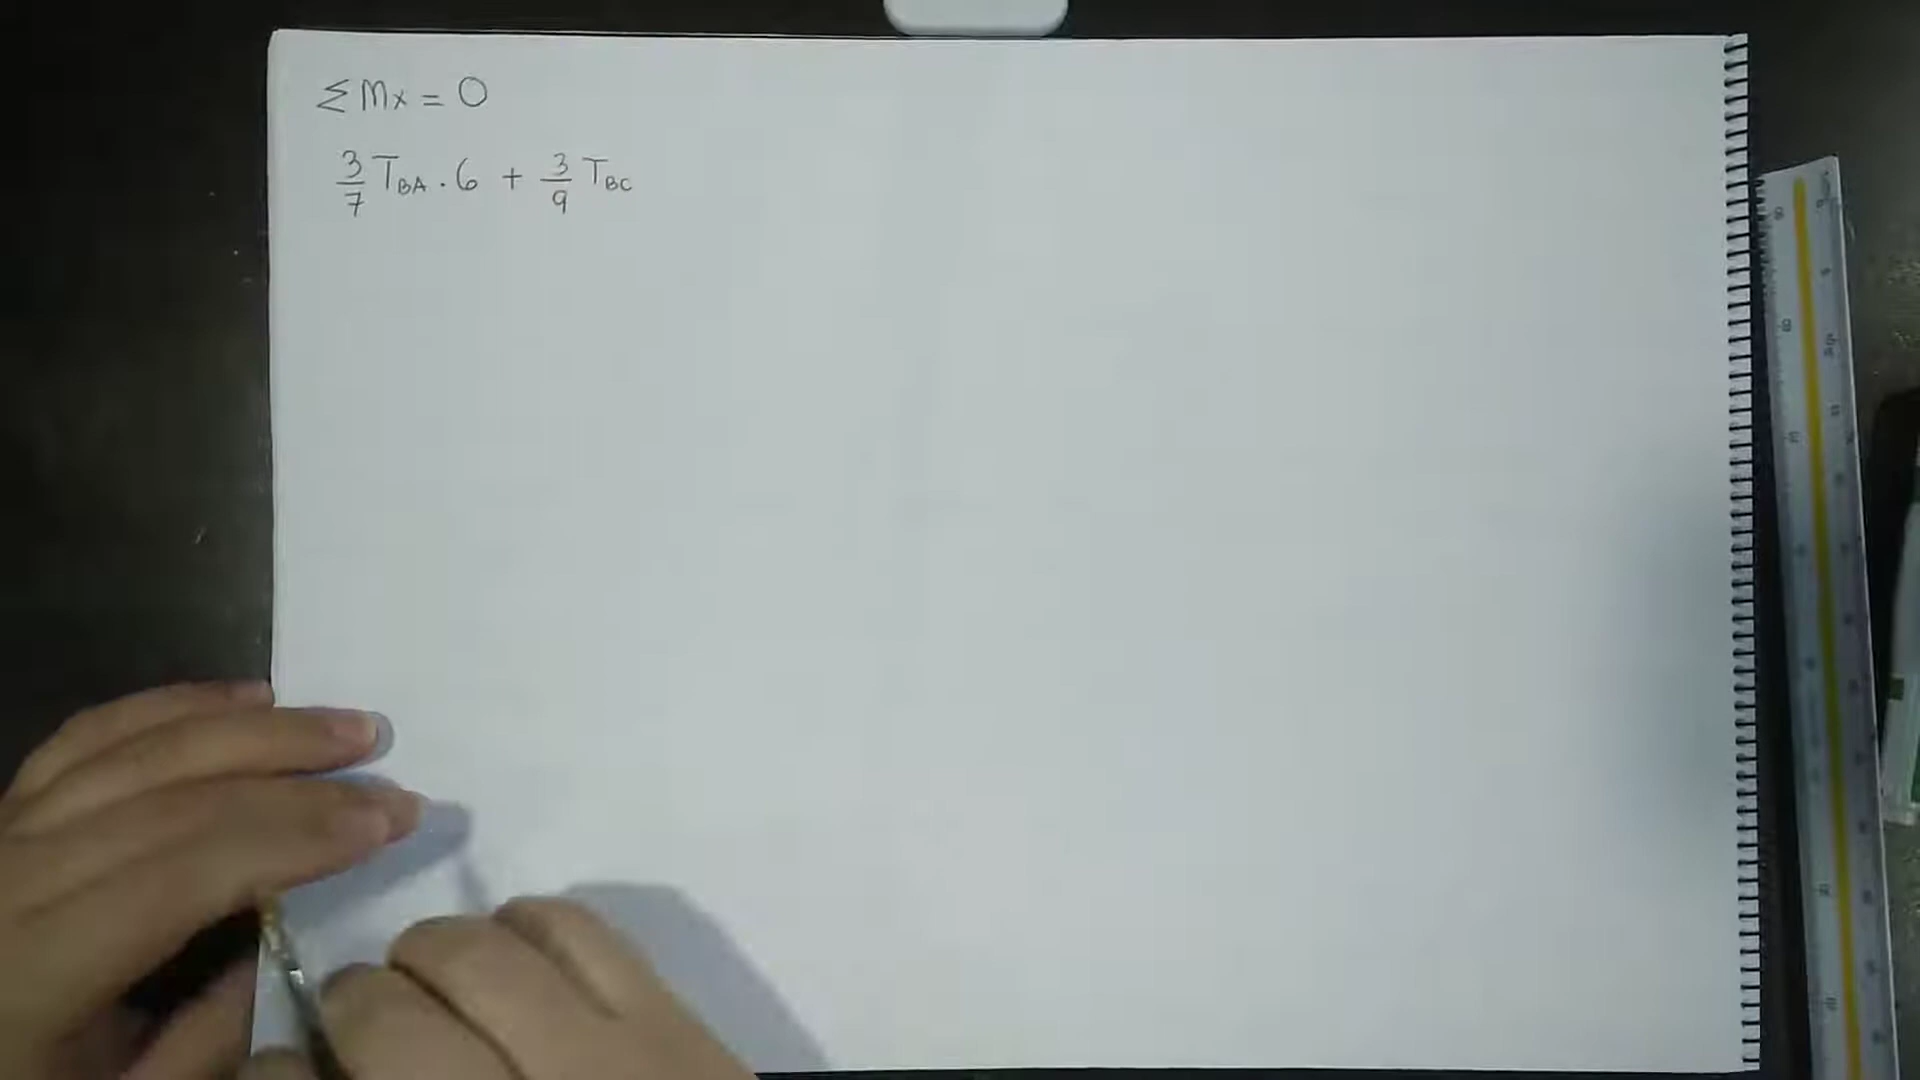 ΣMx = 0
3/7 TBA . 6 + 3/9 TBC